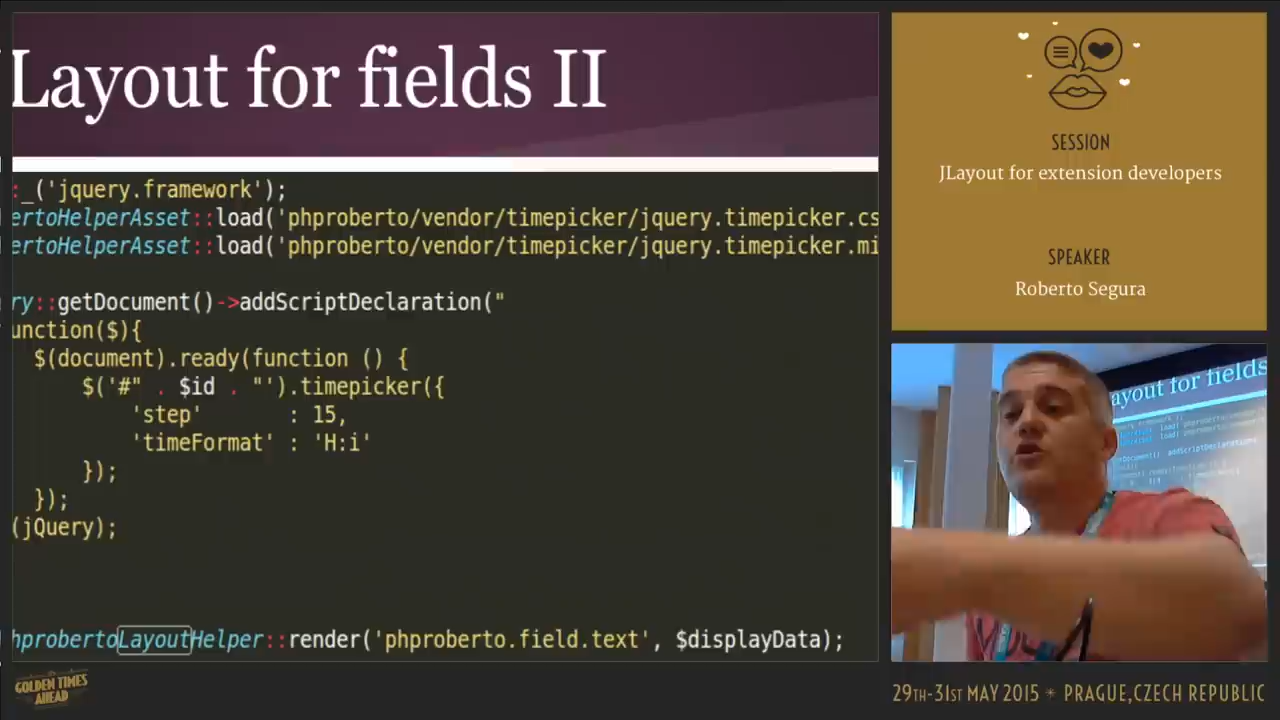 Layout for fields II
:_('jquery.framework');
ertoHelperAsset::load('phproberto/vendor/timepicker/jquery.timepicker.cs
ertoHelperAsset::load('phproberto/vendor/timepicker/jquery.timepicker.mi
ry::getDocument()->addScriptDeclaration("
unction($){
$(document).ready(function () {
$('#" . $id . "').timepicker({
'step' : 15,
'timeFormat' : 'H:i'
});
});
(jQuery);
hprobertoLayoutHelper::render('phproberto.field.text', $displayData);
SESSION
JLayout for extension developers
SPEAKER
Roberto Segura
ayout for fields
GOLDEN TIMES
AHEAD
29TH-31ST MAY 2015 * PRAGUE, CZECH REPUBLIC